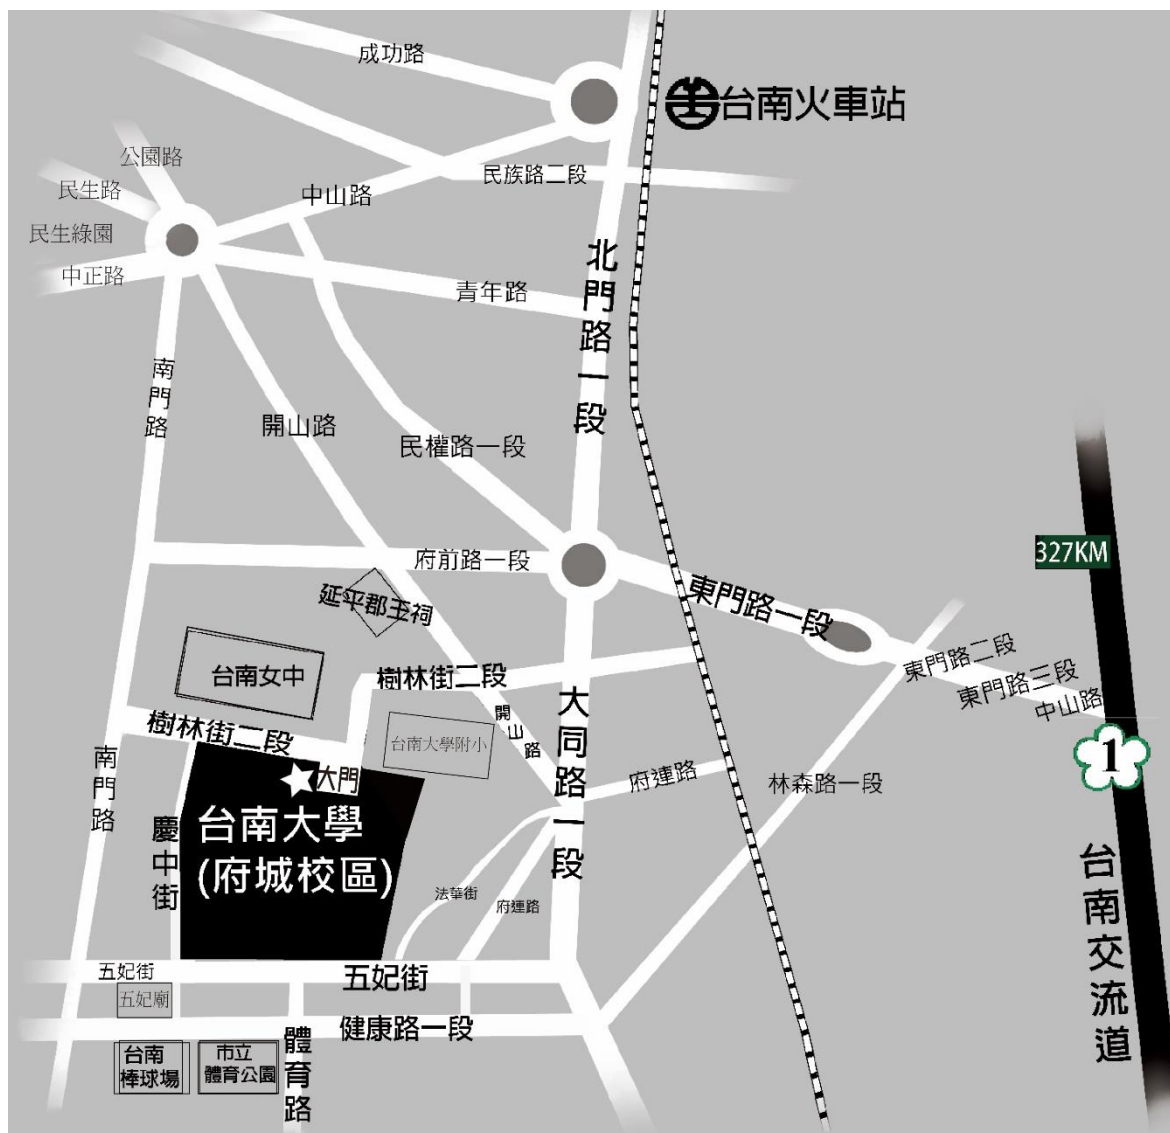 成功路
台南火車站
公園路
民族路二段
民生路
中山路
民生綠園
中正路
青年路
北門路一段
南門路
開山路
民權路一段
327KM
府前路一段
東門路一段
延平郡王祠
東門路二段
台南女中
樹林街二段
東門路三段
中山路
大同路一段
開山路
樹林街二段
台南大學附小
1
南門路
大門
府連路
林森路一段
台南大學
(府城校區)
慶中街
台南交流道
法華街
府連路
五妃街
五妃街
五妃廟
健康路一段
體育路
台南
棒球場
市立
體育公園